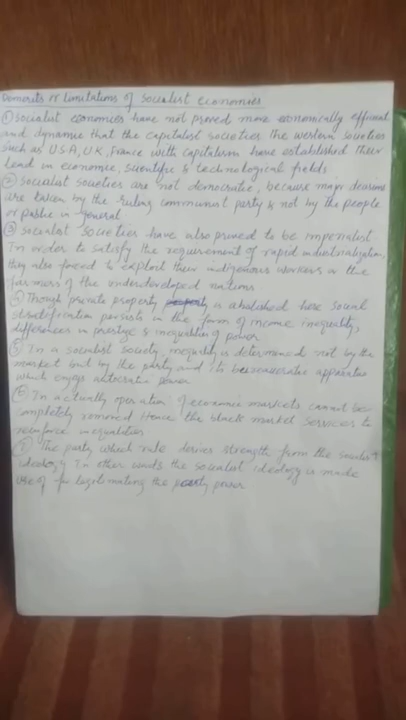 Demerits or limitations of Socialist economies
① Socialist economies have not proved more economically efficient
and dynamic that the capitalist societies The western societies
such as U.S.A, U.K, France with capitalism have established their
lead in economic, scientific & technological fields
② Socialist societies are not democratic, because major decisions
are taken by the ruling communist party & not by the people
or public in general.
③ Socialist Societies have also proved to be imperialist
In order to satisfy the requirement of rapid industrialization,
they also forced to exploit their indigenous workers or the
farmers of the underdeveloped nations
④ Though private property is abolished here social
stratification persists in the form of income inequality,
differences in prestige & inequalities of power
⑤ In a socialist society, inequality is determined not by the
market but by the party and its bureaucratic apparatus
which enjoys autocratic power
⑥ In actually operation of economic markets cannot be
completely removed Hence the black market services to
reinforce inequalities
⑦ The party which rule derives strength from the socialist
ideology In other words the socialist ideology is made
use of for legitimating the party power